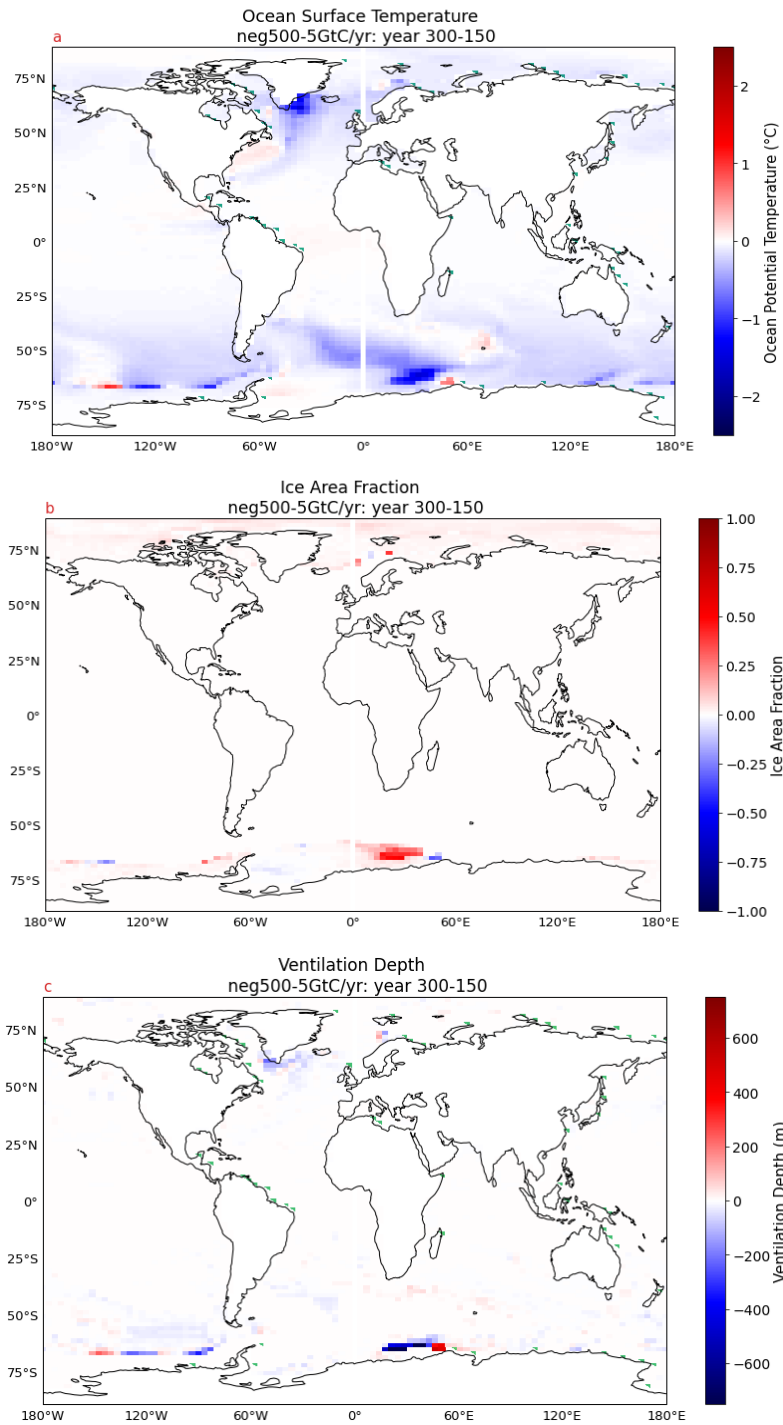 Ocean Surface Temperature
a
neg500-5GtC/yr: year 300-150
75°N
50°N
25°N
0°
25°S
50°S
75°S
180°W
120°W
60°W
0°
60°E
120°E
180°E
2
1
0
−1
−2
Ocean Potential Temperature (°C)
Ice Area Fraction
b
neg500-5GtC/yr: year 300-150
75°N
50°N
25°N
0°
25°S
50°S
75°S
180°W
120°W
60°W
0°
60°E
120°E
180°E
1.00
0.75
0.50
0.25
0.00
−0.25
−0.50
−0.75
−1.00
Ice Area Fraction
Ventilation Depth
c
neg500-5GtC/yr: year 300-150
75°N
50°N
25°N
0°
25°S
50°S
75°S
180°W
120°W
60°W
0°
60°E
120°E
180°E
600
400
200
0
−200
−400
−600
Ventilation Depth (m)